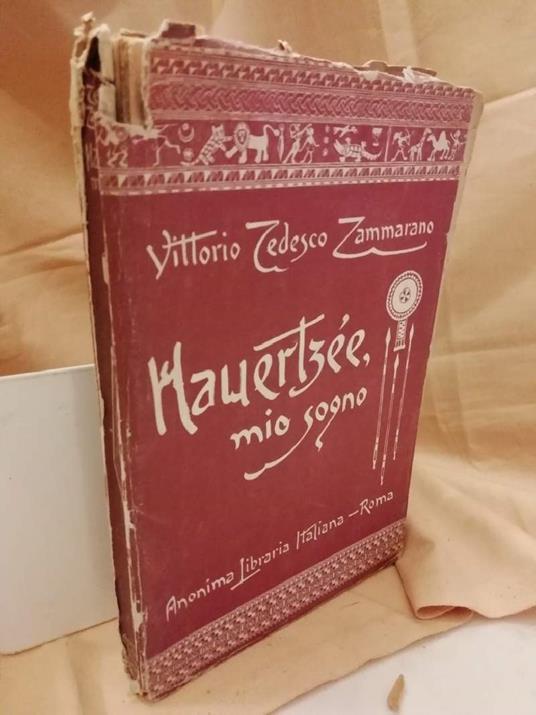 Vittorio Tedesco Zammarano
Hauertzée,
mio sogno
Anonima Libraria Italiana – Roma